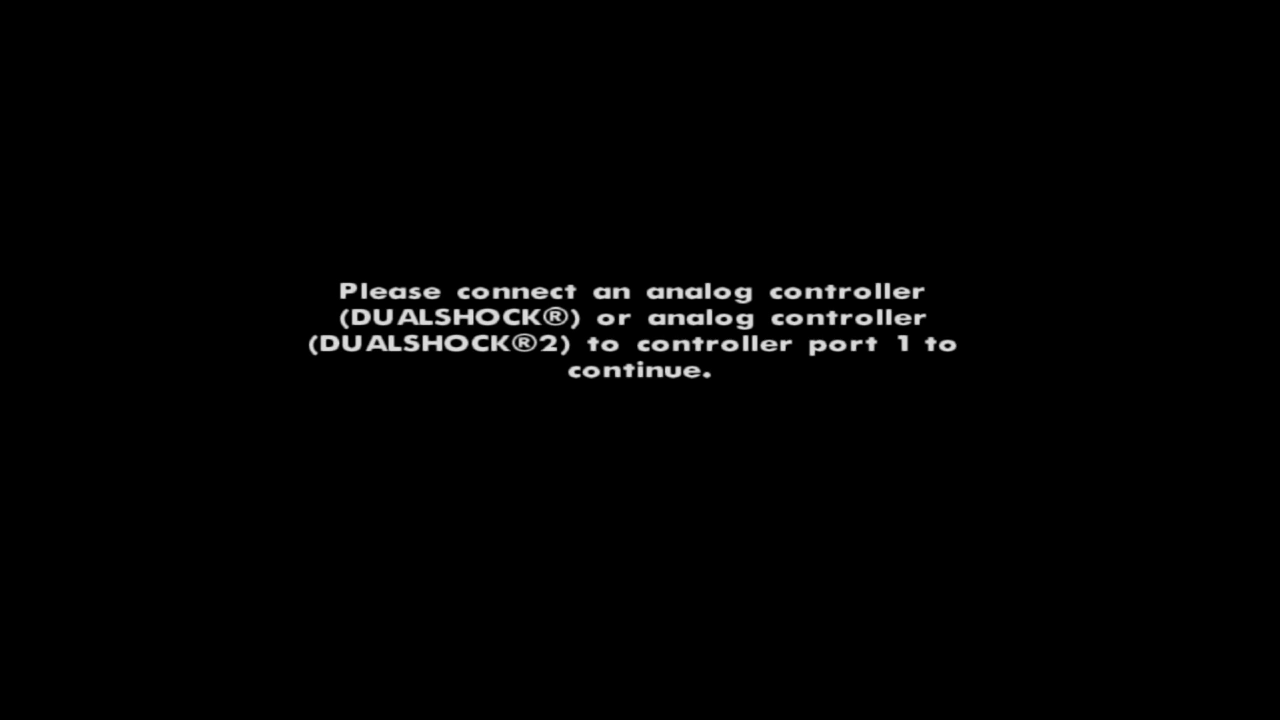 Please connect an analog controller
(DUALSHOCK®) or analog controller
(DUALSHOCK®2) to controller port 1 to
continue.